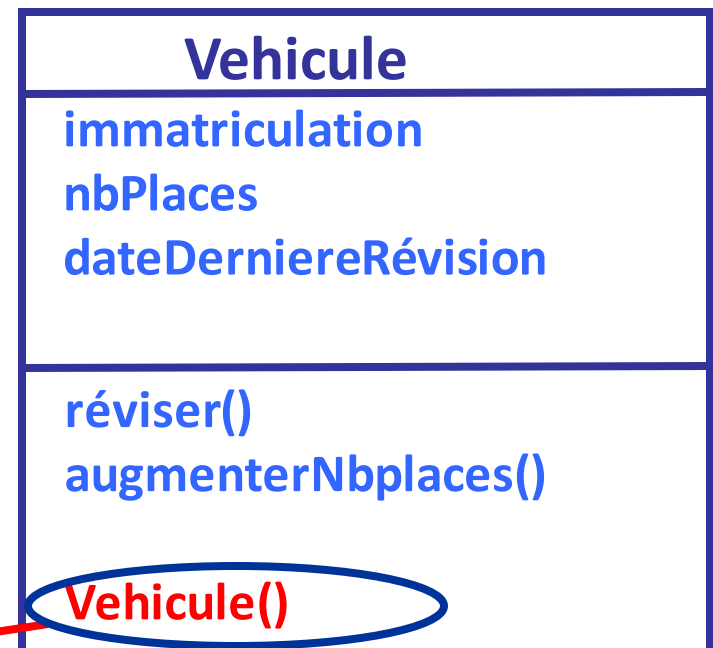 Vehicule
immatriculation
nbPlaces
dateDerniereRévision
réviser()
augmenterNbplaces()
Vehicule()